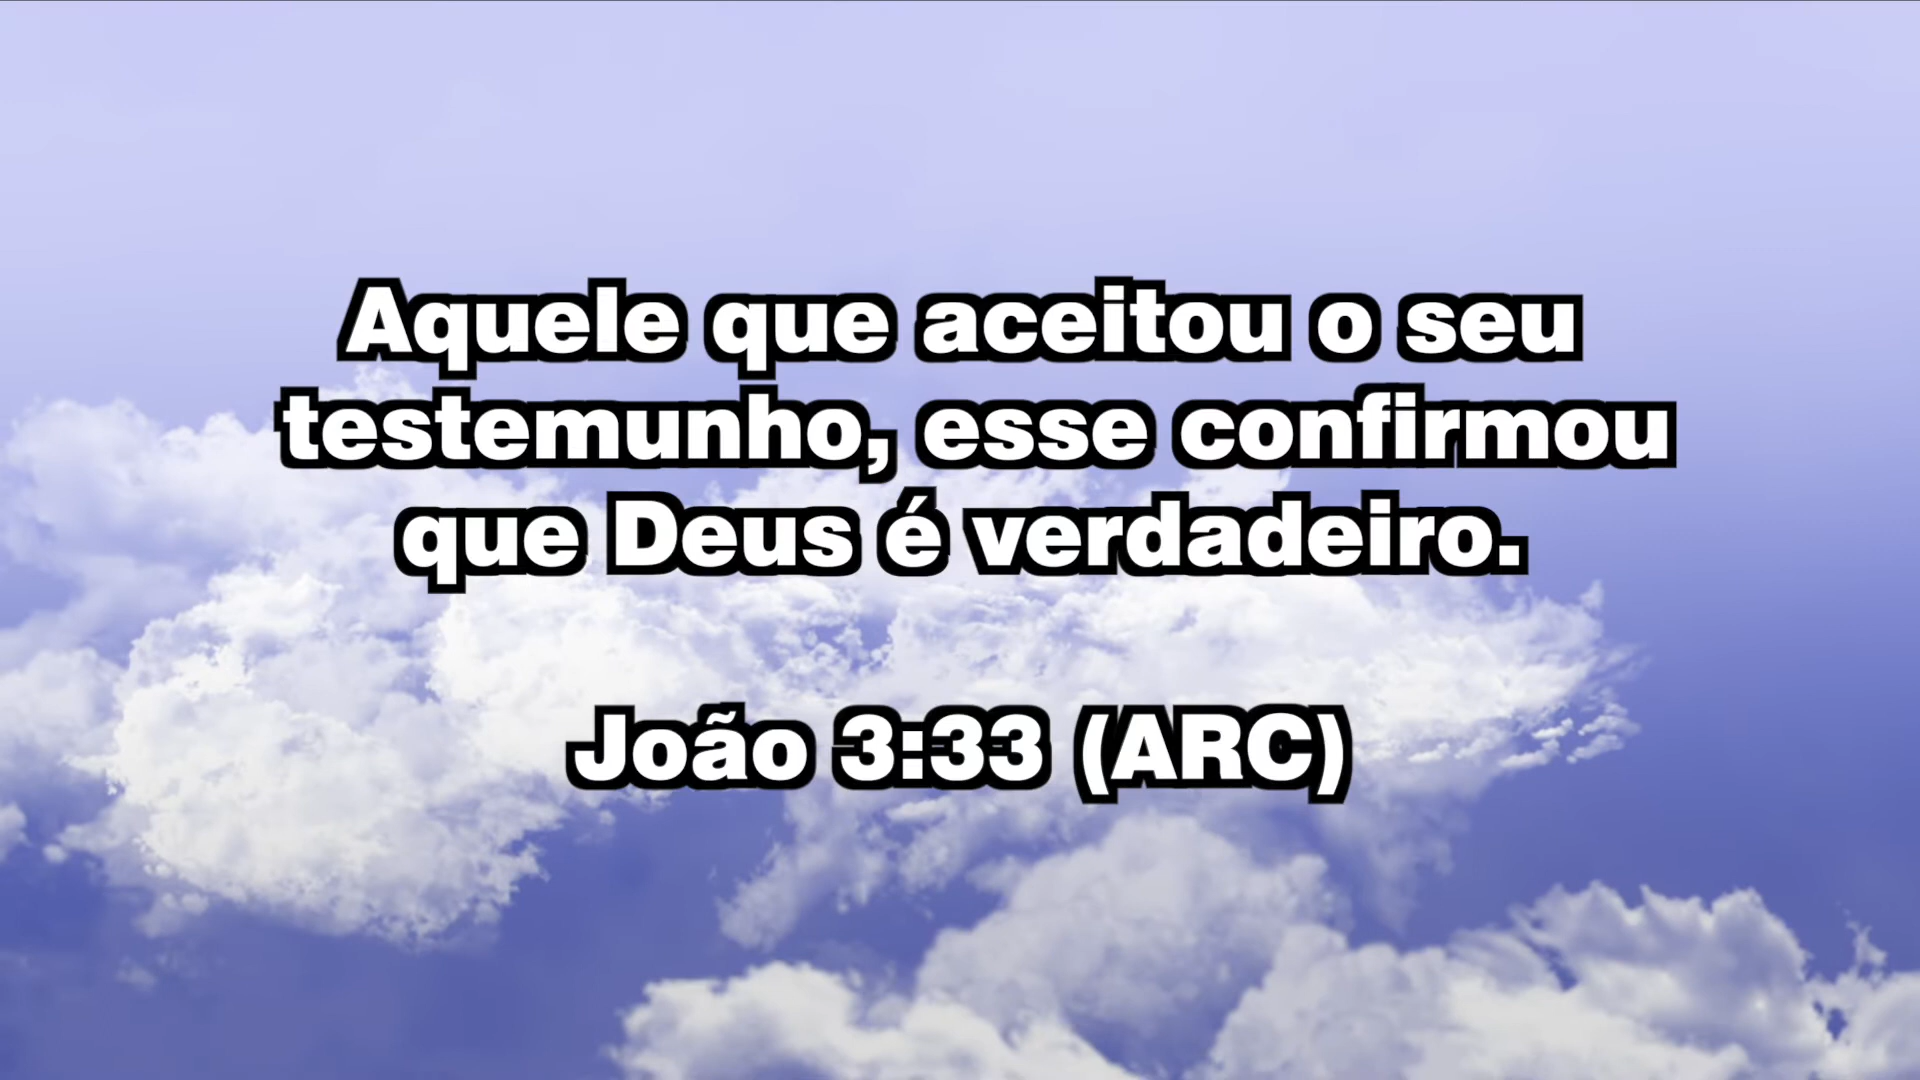 Aquele que aceitou o seu
testemunho, esse confirmou
que Deus é verdadeiro.
João 3:33 (ARC)